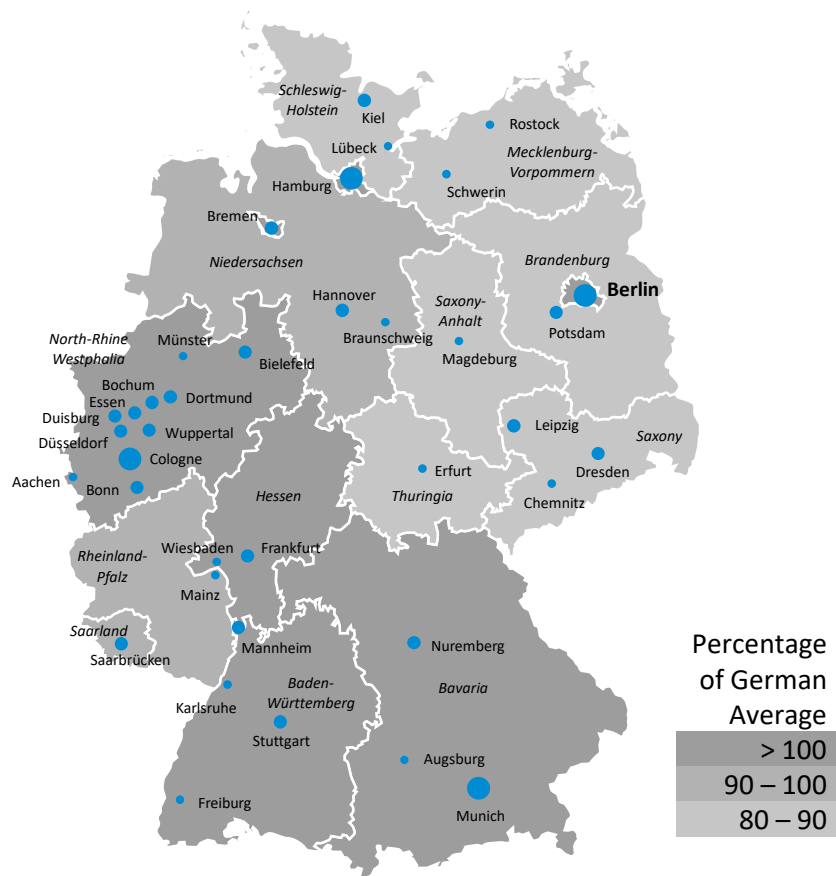 Schleswig-
Holstein
Kiel
Rostock
Lübeck
Mecklenburg-
Vorpommern
Hamburg
Schwerin
Bremen
Niedersachsen
Brandenburg
Berlin
Hannover
Saxony-
Anhalt
Potsdam
Braunschweig
North-Rhine
Westphalia
Münster
Magdeburg
Bielefeld
Bochum
Essen
Dortmund
Duisburg
Düsseldorf
Wuppertal
Leipzig
Saxony
Cologne
Aachen
Bonn
Hessen
Erfurt
Thuringia
Dresden
Chemnitz
Rheinland-
Pfalz
Wiesbaden
Frankfurt
Mainz
Saarland
Saarbrücken
Mannheim
Nuremberg
Karlsruhe
Baden-
Württemberg
Bavaria
Stuttgart
Augsburg
Freiburg
Munich
Percentage
of German
Average
> 100
90 – 100
80 – 90